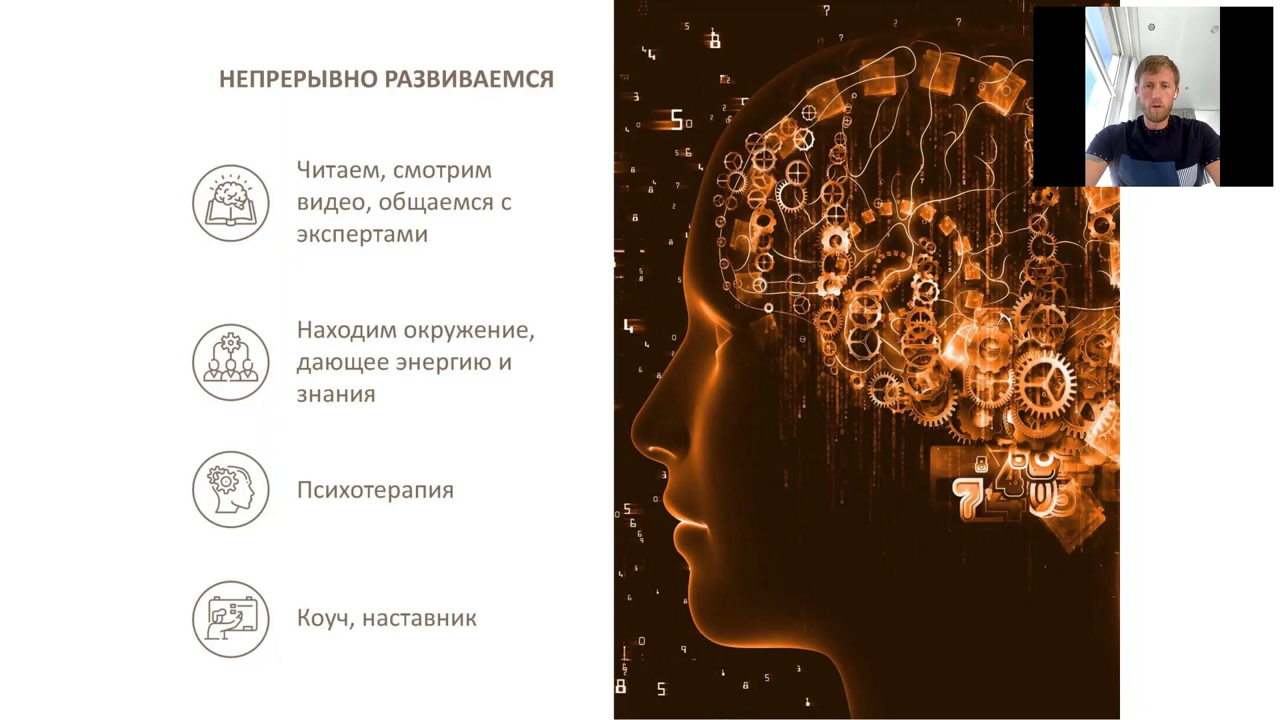 НЕПРЕРЫВНО РАЗВИВАЕМСЯ
Читаем, смотрим
видео, общаемся с
экспертами
Находим окружение,
дающее энергию и
знания
Психотерапия
Коуч, наставник